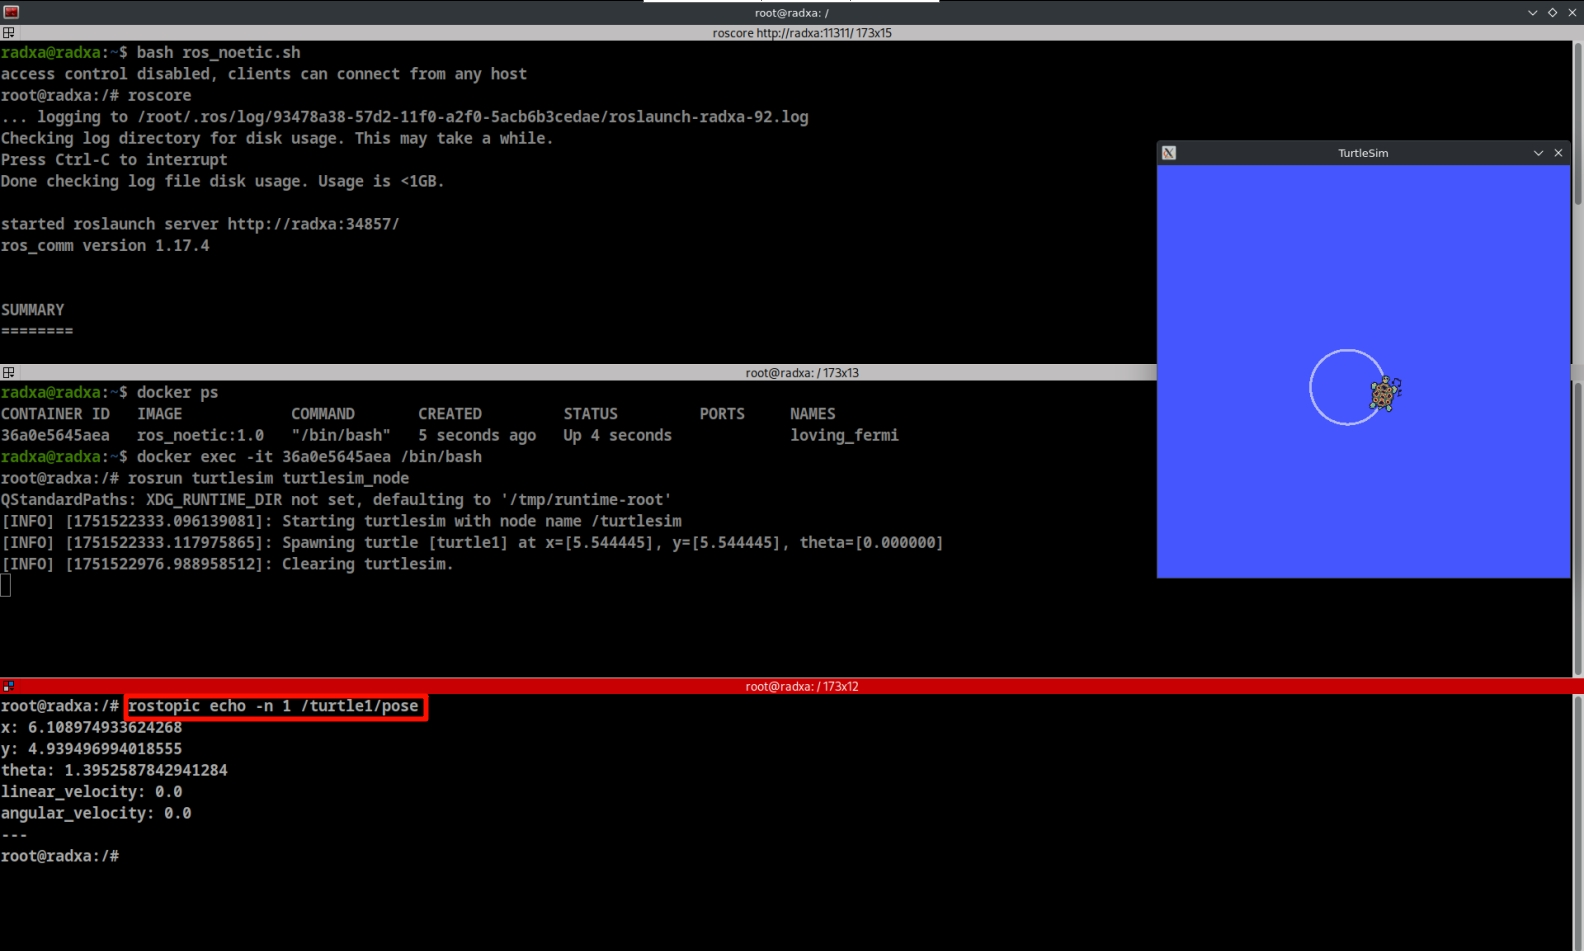 root@radxa: /
roscore http://radxa:11311/ 173x15
radxa@radxa:~$ bash ros_noetic.sh
access control disabled, clients can connect from any host
root@radxa:/# roscore
... logging to /root/.ros/log/93478a38-57d2-11f0-a2f0-5acb6b3cedae/roslaunch-radxa-92.log
Checking log directory for disk usage. This may take a while.
Press Ctrl-C to interrupt
Done checking log file disk usage. Usage is <1GB.
started roslaunch server http://radxa:34857/
ros_comm version 1.17.4
SUMMARY
========
TurtleSim
root@radxa: / 173x13
radxa@radxa:~$ docker ps
CONTAINER ID   IMAGE            COMMAND       CREATED         STATUS         PORTS     NAMES
36a0e5645aea   ros_noetic:1.0   "/bin/bash"   5 seconds ago   Up 4 seconds             loving_fermi
radxa@radxa:~$ docker exec -it 36a0e5645aea /bin/bash
root@radxa:/# rosrun turtlesim turtlesim_node
QStandardPaths: XDG_RUNTIME_DIR not set, defaulting to '/tmp/runtime-root'
[INFO] [1751522333.096139081]: Starting turtlesim with node name /turtlesim
[INFO] [1751522333.117975865]: Spawning turtle [turtle1] at x=[5.544445], y=[5.544445], theta=[0.000000]
[INFO] [1751522976.988958512]: Clearing turtlesim.
root@radxa: / 173x12
root@radxa:/# rostopic echo -n 1 /turtle1/pose
x: 6.108974933624268
y: 4.939496994018555
theta: 1.3952587842941284
linear_velocity: 0.0
angular_velocity: 0.0
---
root@radxa:/#